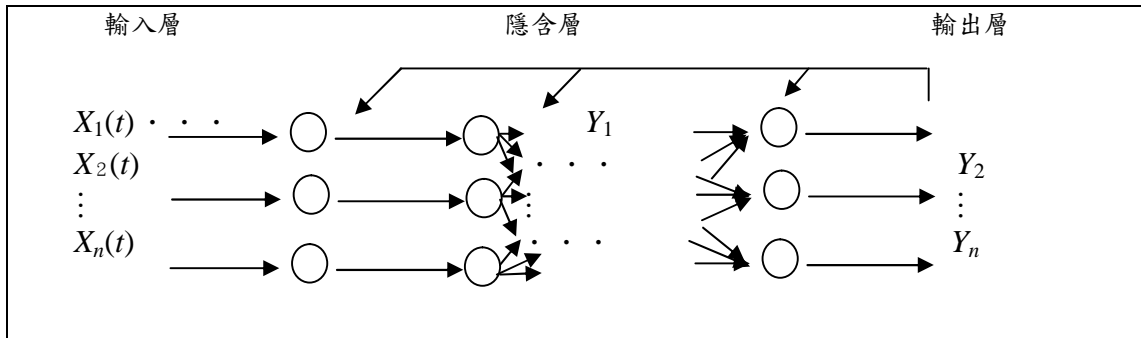 輸入層 隱含層 輸出層
X₁(t) · · · Y₁
· · ·
X₂(t) Y₂
⋮ ⋮ ⋮
Xₙ(t) · · · Yₙ